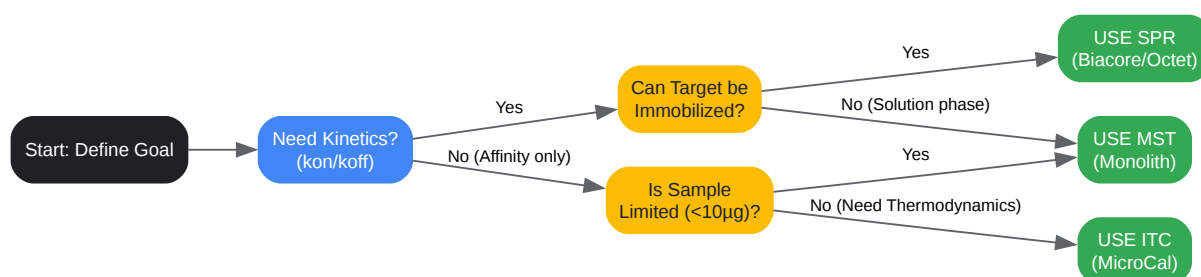 Start: Define Goal
Need Kinetics?
(kon/koff)
Yes
No (Affinity only)
Can Target be
Immobilized?
Is Sample
Limited (<10µg)?
Yes
No (Solution phase)
Yes
No (Need Thermodynamics)
USE SPR
(Biacore/Octet)
USE MST
(Monolith)
USE ITC
(MicroCal)